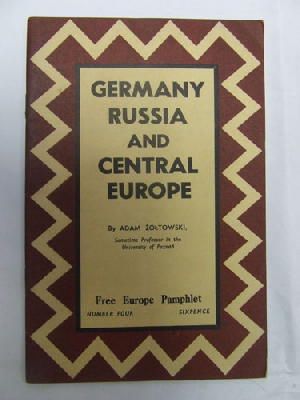 GERMANY
RUSSIA
AND
CENTRAL
EUROPE
By ADAM ŻOŁTOWSKI,
Sometime Professor in the
University of Poznań
Free Europe Pamphlet
NUMBER FOUR SIXPENCE